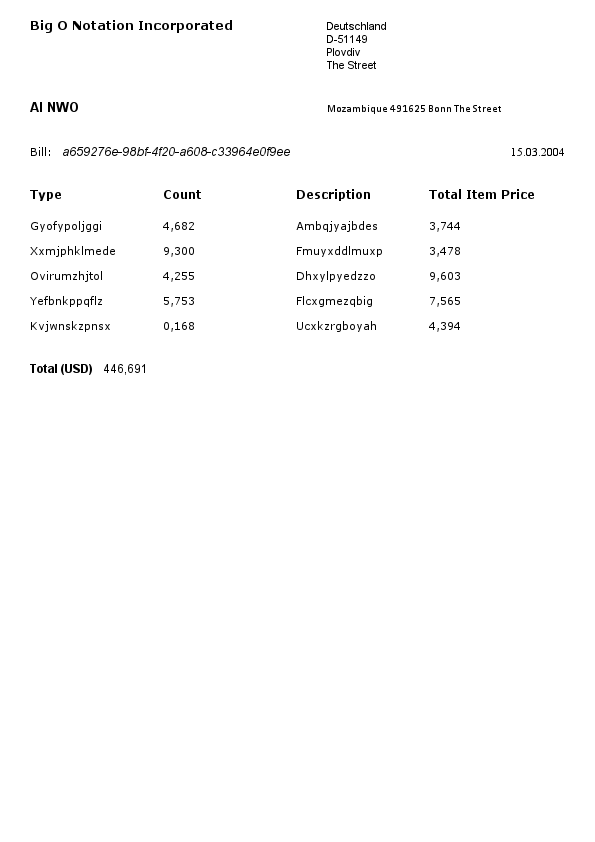 Big O Notation Incorporated
Deutschland
D-51149
Plovdiv
The Street
AI NWO
Mozambique 491625 Bonn The Street
Bill: a659276e-98bf-4f20-a608-c33964e0f9ee 15.03.2004
Type Count Description Total Item Price
Gyofypoljggi 4,682 Ambqjyajbdes 3,744
Xxmjphklmede 9,300 Fmuyxddlmuxp 3,478
Ovirumzhjtol 4,255 Dhxylpyedzzo 9,603
Yefbnkppqflz 5,753 Flcxgmezqbig 7,565
Kvjwnskzpnsx 0,168 Ucxkzrgboyah 4,394
Total (USD) 446,691